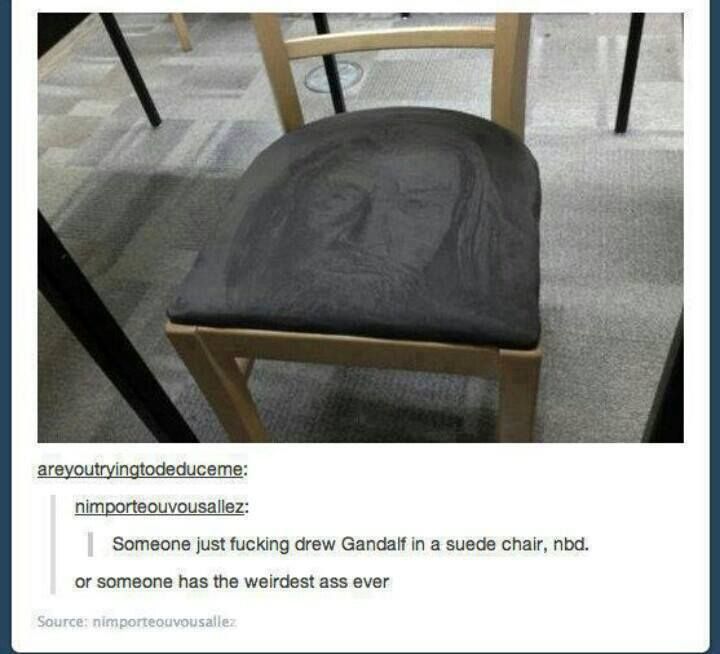 areyoutryingtodeduceme:
nimporteouvousallez:
Someone just fucking drew Gandalf in a suede chair, nbd.
or someone has the weirdest ass ever
Source: nimporteouvousallez